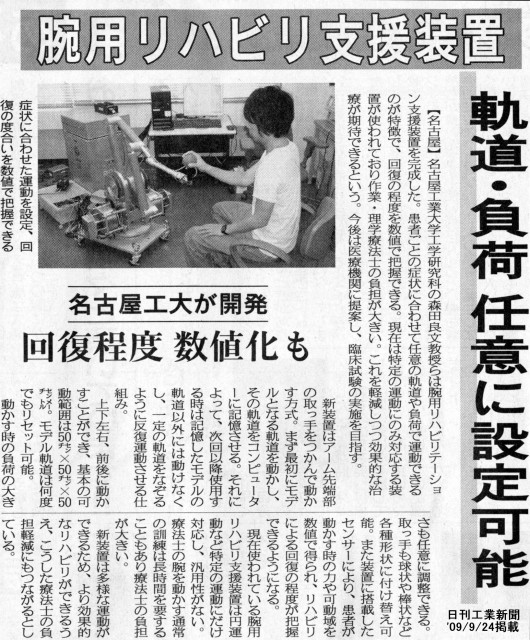 腕用リハビリ支援装置
軌道・負荷 任意に設定可能
症状に合わせた運動を設定、回
復の度合いを数値で把握できる
名古屋工大が開発
回復程度 数値化も
【名古屋】名古屋工業大学工学研究科の森田良文教授らは腕用リハビリテーショ
ン支援装置を完成した。患者ごとの症状に合わせて任意の軌道や負荷で運動できる
のが特徴で、回復の程度を数値で把握できる。現在は特定の運動にのみ対応する装
置が使われており作業・理学療法士の負担が大きい。これを軽減しつつ効果的な治
療が期待できるという。今後は医療機関に提案し、臨床試験の実施を目指す。
新装置はアーム先端部
の取っ手をつかんで動か
す方式。まず最初にモデ
ルとなる軌道を動かし、
その軌道をコンピュータ
ーに記憶させる。それに
よって、次回以降使用す
る時は記憶したモデルの
軌道以外には動けなく
し、一定の軌道をなぞる
ように反復運動させる仕
組み。
上下左右、前後に動か
すことができ、基本の可
動範囲は50センチ×50センチ×50
センチメートル。モデル軌道は何度
でもリセット可能。
動かす時の負荷の大き
さも任意に調整できる。
取っ手も球状や棒状など
各種形状に付け替え可
能。また装置に搭載した
センサーにより、患者が
動かす時の力や可動域を
数値で得られ、リハビリ
による回復の程度が把握
できるようになる。
現在使われている腕用
リハビリ支援装置は円運
動など特定の運動にだけ
対応し、汎用性がない。
療法士の腕を動かす通常
の訓練は長時間を要する
こともあり療法士の負担
が大きい。
新装置は多様な運動が
できるため、より効果的
なリハビリができるう
え、こうした療法士の負
担軽減にもつながるとし
ている。
日刊工業新聞
'09/9/24掲載